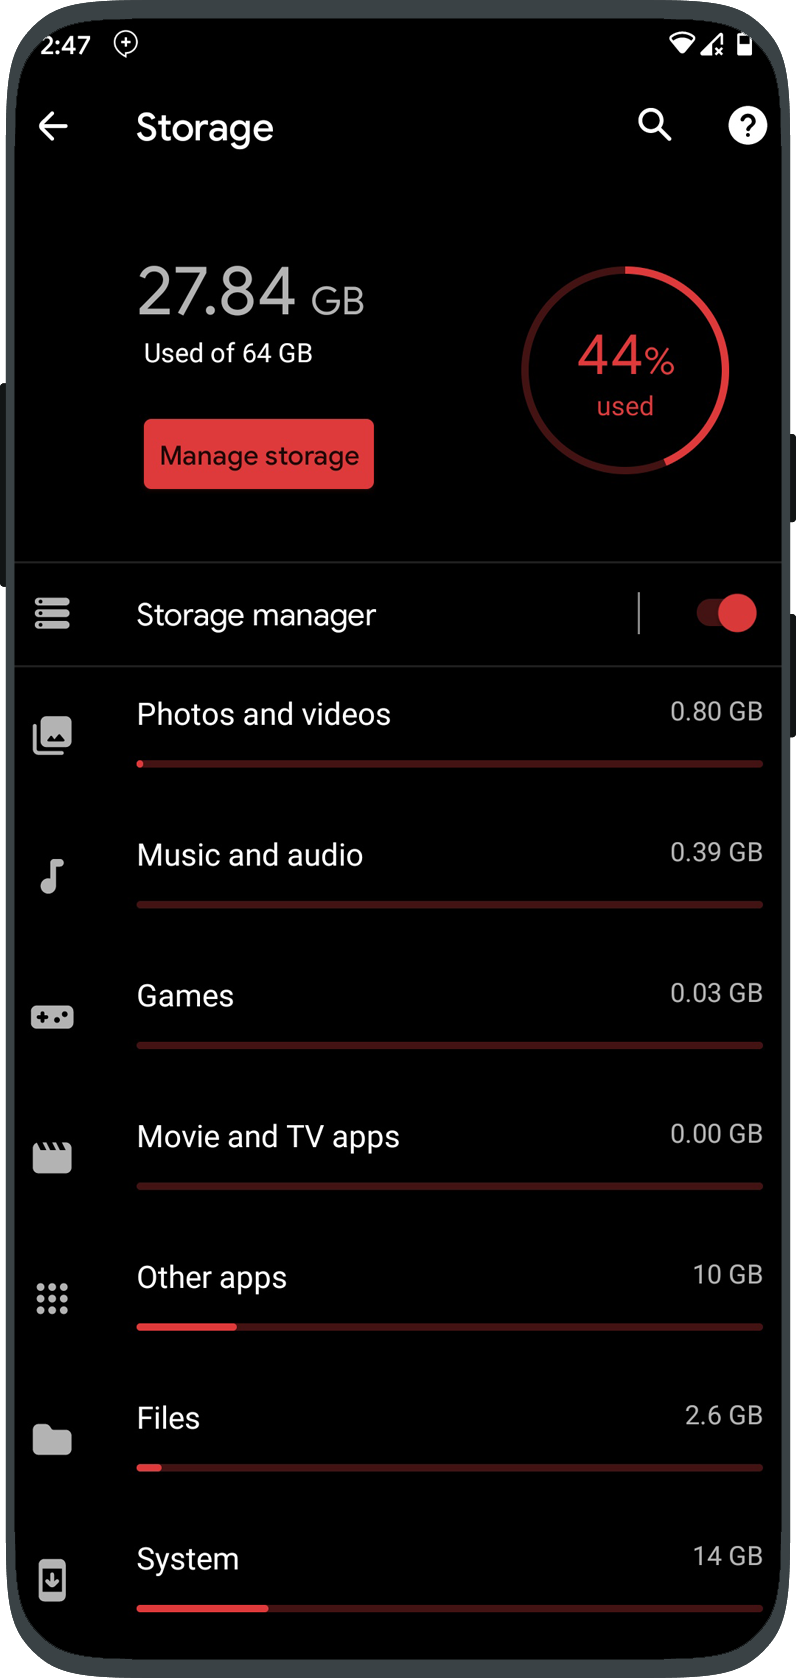 2:47
Storage
27.84 GB
Used of 64 GB
44%
used
Manage storage
Storage manager
Photos and videos 0.80 GB
Music and audio 0.39 GB
Games 0.03 GB
Movie and TV apps 0.00 GB
Other apps 10 GB
Files 2.6 GB
System 14 GB